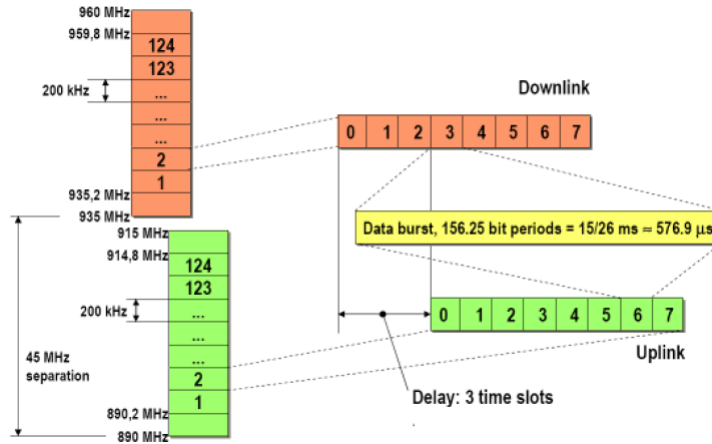 960 MHz
959,8 MHz
124
123
200 kHz
...
...
...
2
1
935,2 MHz
935 MHz
Downlink
0 1 2 3 4 5 6 7
Data burst, 156.25 bit periods = 15/26 ms = 576.9 µs
915 MHz
914,8 MHz
124
123
200 kHz
...
...
...
2
1
890,2 MHz
890 MHz
45 MHz
separation
0 1 2 3 4 5 6 7
Uplink
Delay: 3 time slots